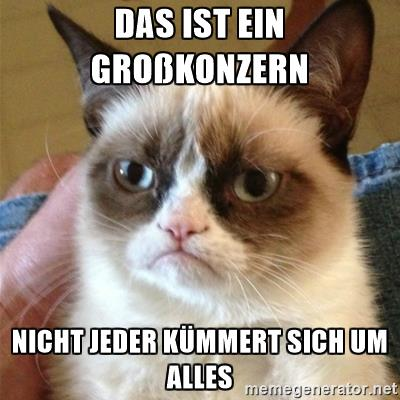 DAS IST EIN
GROßKONZERN
NICHT JEDER KÜMMERT SICH UM
ALLES
memegenerator.net